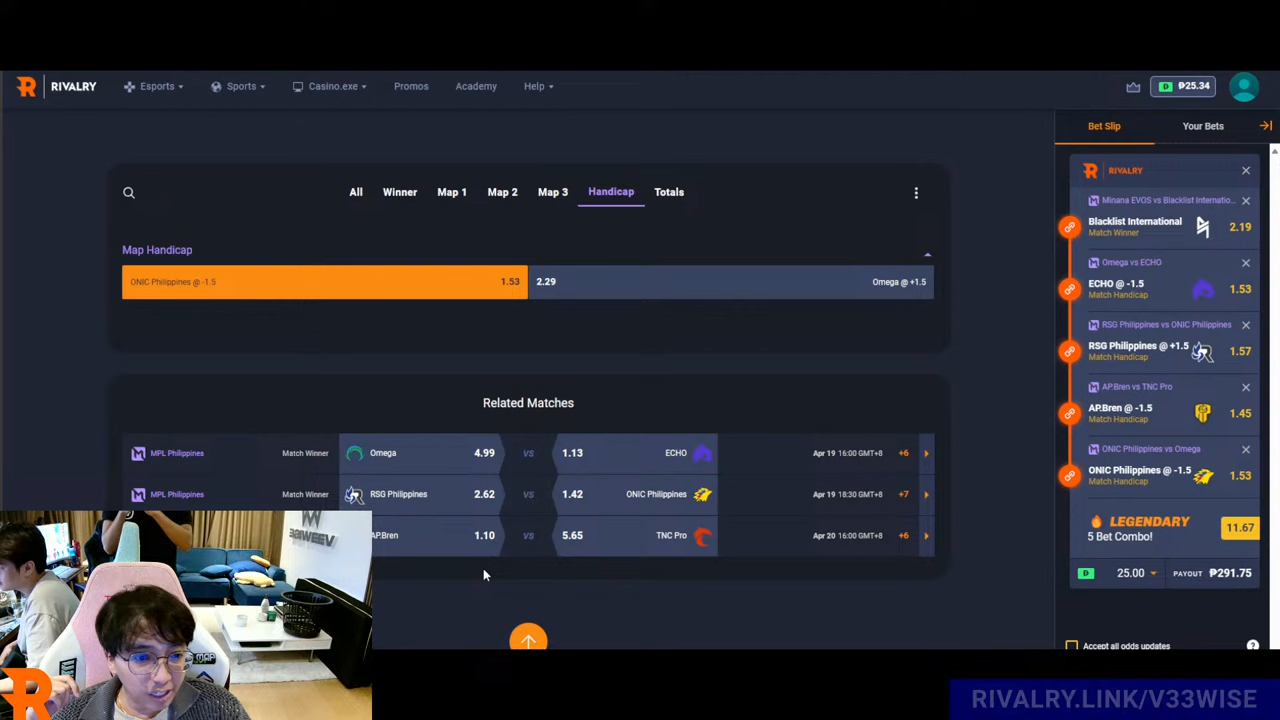 RIVALRY
Esports
Sports
Casino.exe
Promos
Academy
Help
₱25.34
Bet Slip
Your Bets
All
Winner
Map 1
Map 2
Map 3
Handicap
Totals
Map Handicap
ONIC Philippines @ -1.5 1.53
2.29 Omega @ +1.5
Related Matches
MPL Philippines Match Winner Omega 4.99 VS 1.13 ECHO Apr 19 16:00 GMT+8 +6
MPL Philippines Match Winner RSG Philippines 2.62 VS 1.42 ONIC Philippines Apr 19 18:30 GMT+8 +7
AP.Bren 1.10 VS 5.65 TNC Pro Apr 20 16:00 GMT+8 +6
RIVALRY
Minana EVOS vs Blacklist Internatio...
Blacklist International 2.19
Match Winner
Omega vs ECHO
ECHO @ -1.5 1.53
Match Handicap
RSG Philippines vs ONIC Philippines
RSG Philippines @ +1.5 1.57
Match Handicap
AP.Bren vs TNC Pro
AP.Bren @ -1.5 1.45
Match Handicap
ONIC Philippines vs Omega
ONIC Philippines @ -1.5 1.53
Match Handicap
LEGENDARY
5 Bet Combo! 11.67
25.00 PAYOUT ₱291.75
Accept all odds updates
RIVALRY.LINK/V33WISE